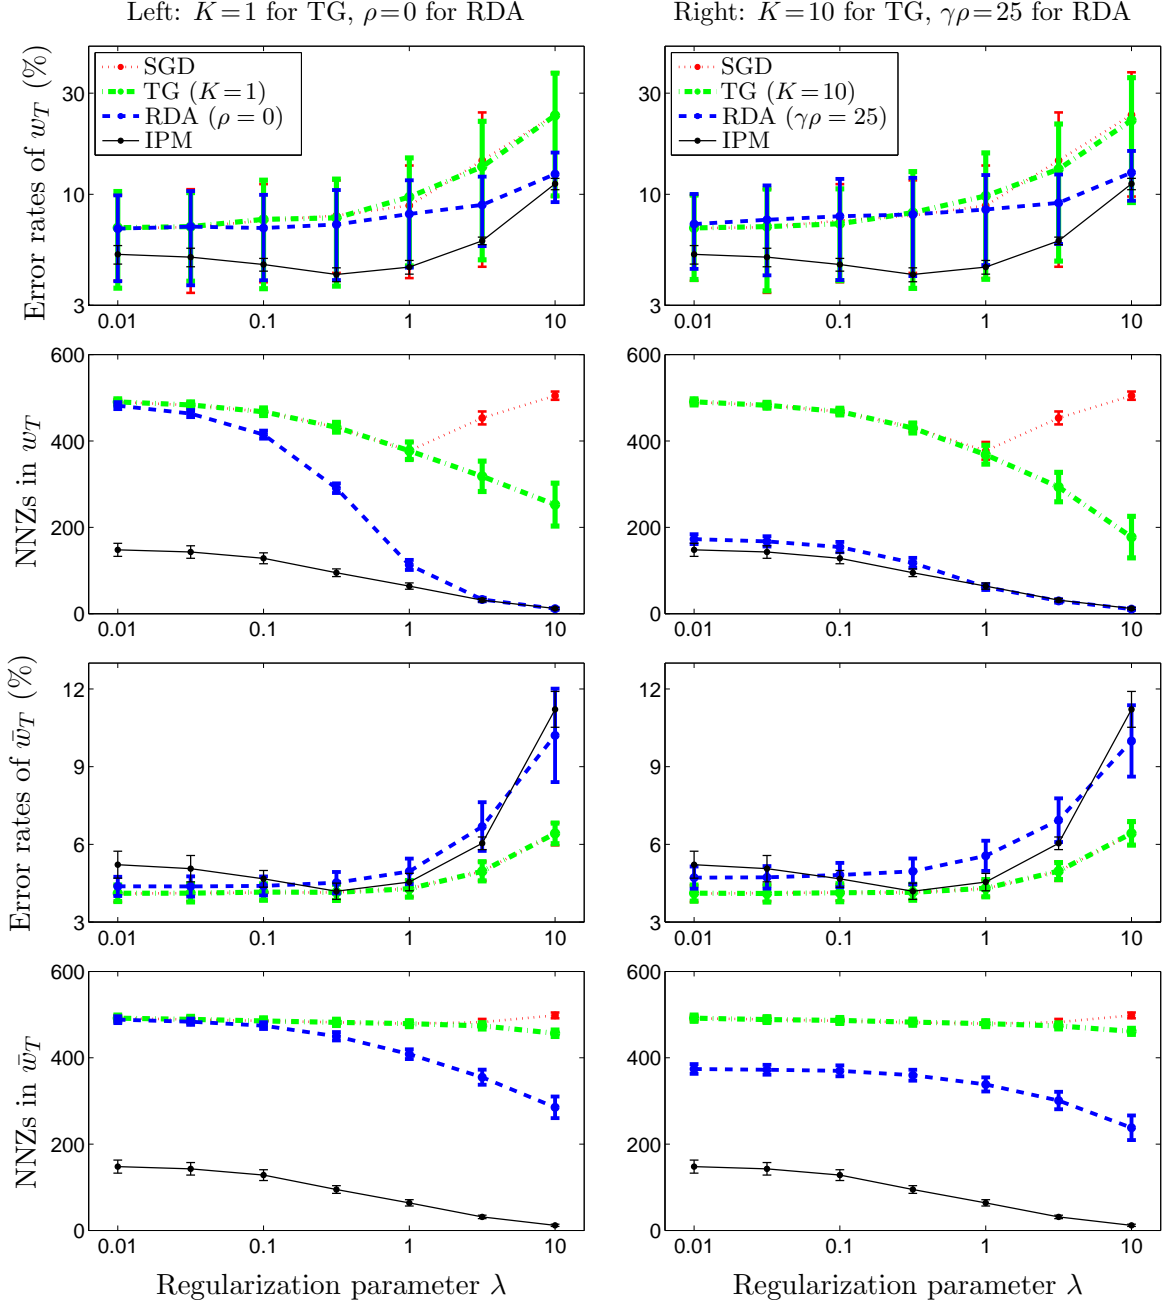 Left: K=1 for TG, ρ=0 for RDA
Right: K=10 for TG, γρ=25 for RDA
Error rates of w_T (%)
30
10
3
SGD
TG (K=1)
RDA (ρ = 0)
IPM
0.01 0.1 1 10
30
10
3
SGD
TG (K=10)
RDA (γρ = 25)
IPM
0.01 0.1 1 10
NNZs in w_T
600
400
200
0
0.01 0.1 1 10
600
400
200
0
0.01 0.1 1 10
Error rates of w̄_T (%)
12
9
6
3
0.01 0.1 1 10
12
9
6
3
0.01 0.1 1 10
NNZs in w̄_T
600
400
200
0
0.01 0.1 1 10
600
400
200
0
0.01 0.1 1 10
Regularization parameter λ
Regularization parameter λ